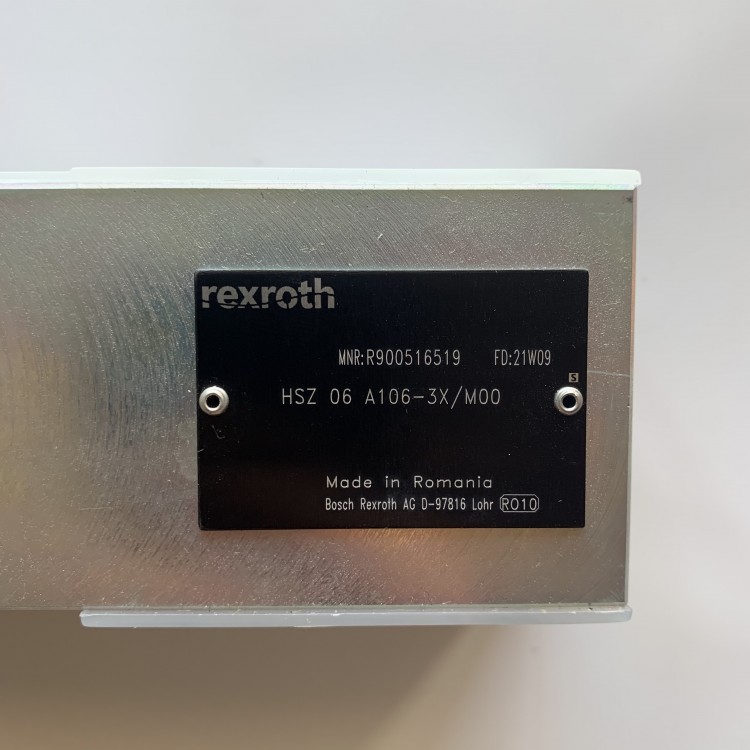 rexroth
MNR:R900516519 FD:21W09
S
HSZ 06 A106-3X/M00
Made in Romania
Bosch Rexroth AG D-97816 Lohr RO10